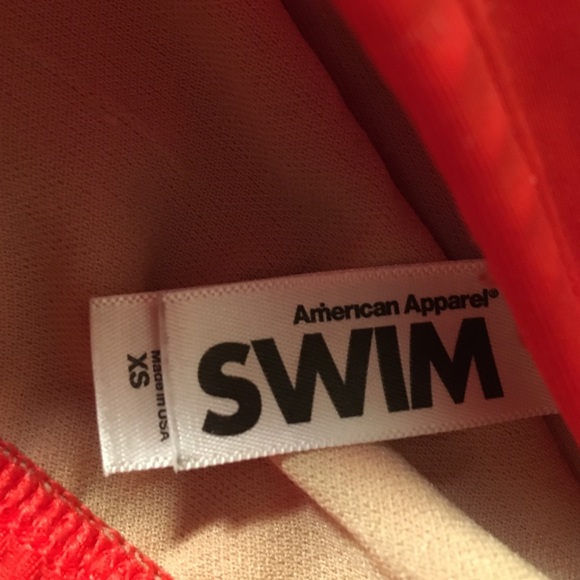 American Apparel®
SWIM
XS
Made in USA